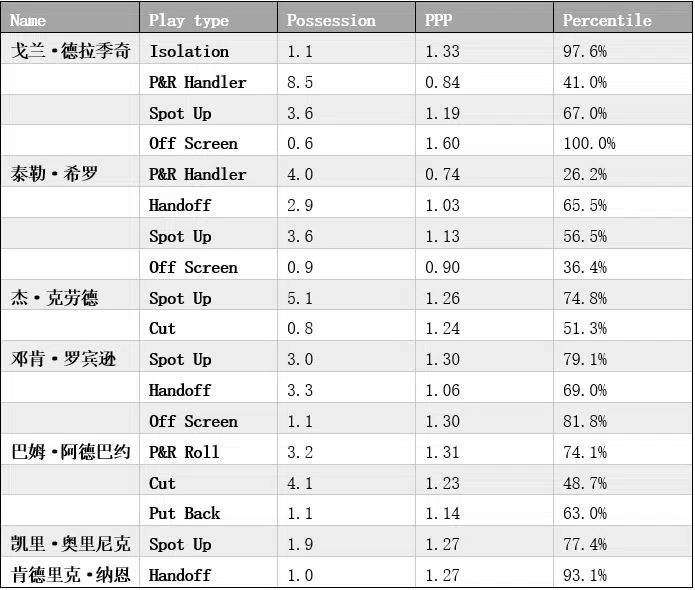 Name Play type Possession PPP Percentile
戈兰·德拉季奇 Isolation 1.1 1.33 97.6%
P&R Handler 8.5 0.84 41.0%
Spot Up 3.6 1.19 67.0%
Off Screen 0.6 1.60 100.0%
泰勒·希罗 P&R Handler 4.0 0.74 26.2%
Handoff 2.9 1.03 65.5%
Spot Up 3.6 1.13 56.5%
Off Screen 0.9 0.90 36.4%
杰·克劳德 Spot Up 5.1 1.26 74.8%
Cut 0.8 1.24 51.3%
邓肯·罗宾逊 Spot Up 3.0 1.30 79.1%
Handoff 3.3 1.06 69.0%
Off Screen 1.1 1.30 81.8%
巴姆·阿德巴约 P&R Roll 3.2 1.31 74.1%
Cut 4.1 1.23 48.7%
Put Back 1.1 1.14 63.0%
凯里·奥里尼克 Spot Up 1.9 1.27 77.4%
肯德里克·纳恩 Handoff 1.0 1.27 93.1%